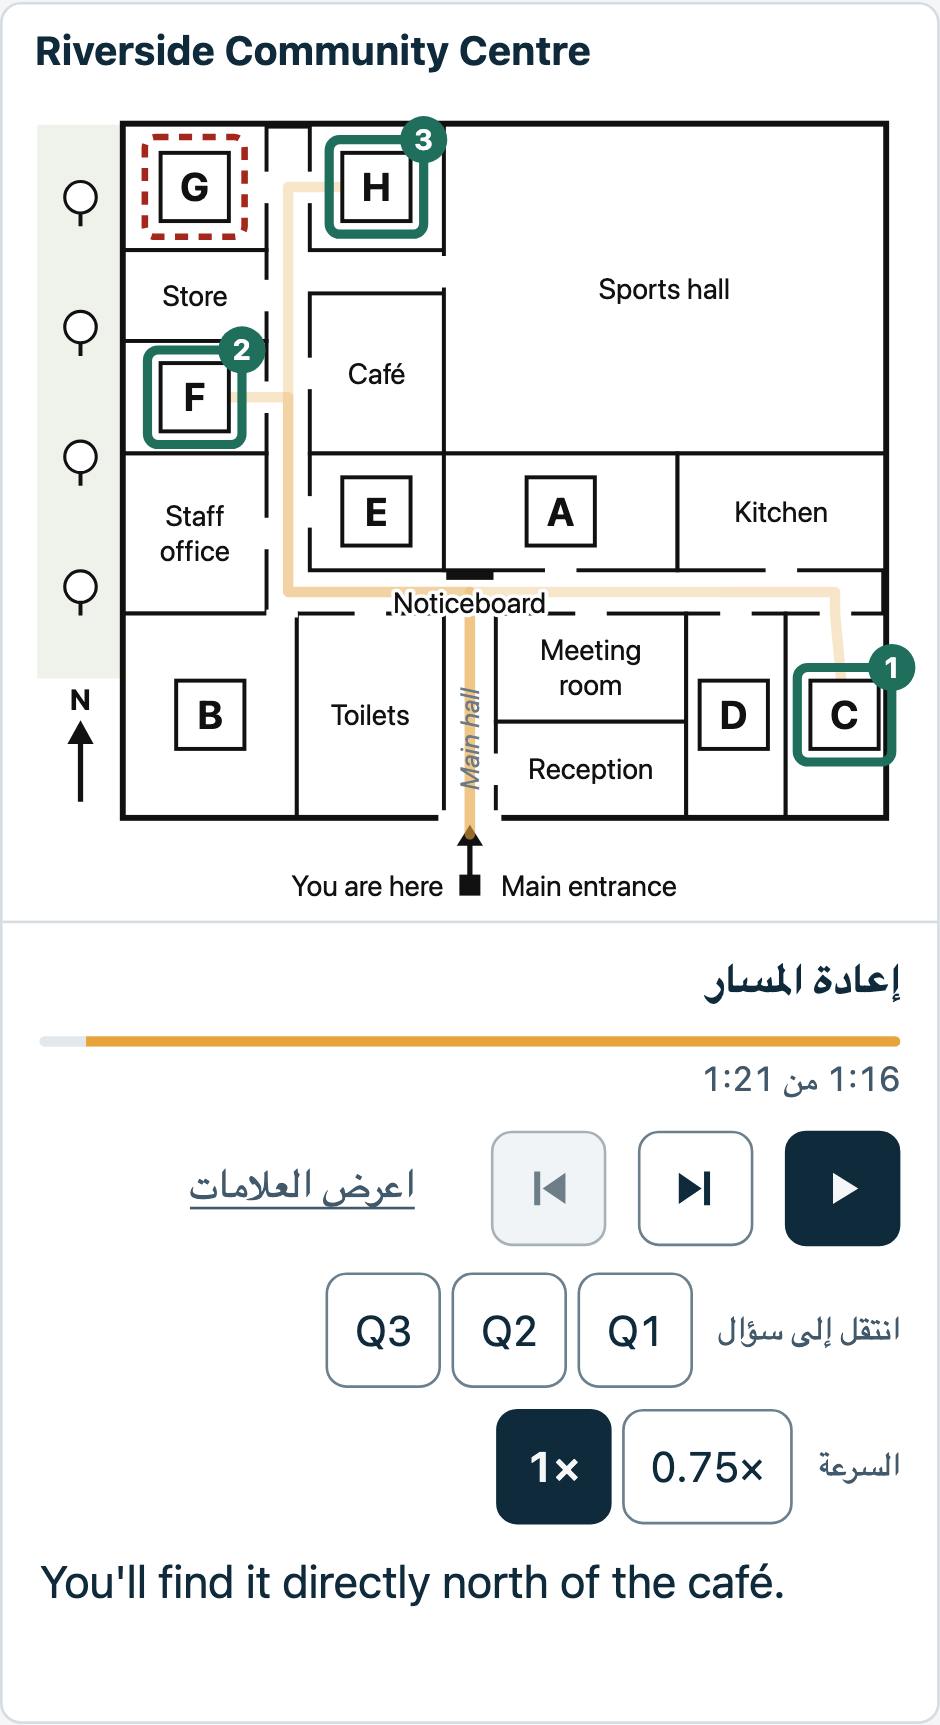 Riverside Community Centre
G
H
3
Store
Sports hall
2
F
Café
Staff
office
E
A
Kitchen
Noticeboard
N
B
Toilets
Main hall
Meeting
room
Reception
D
C
1
You are here
Main entrance
إعادة المسار
1:16 من 1:21
اعرض العلامات
انتقل إلى سؤال
Q1
Q2
Q3
السرعة
0.75×
1×
You'll find it directly north of the café.